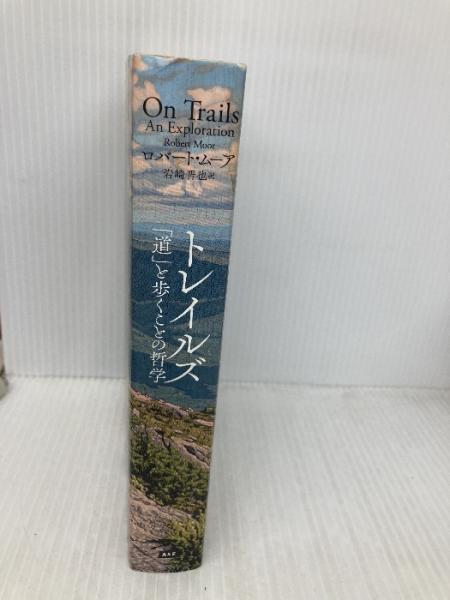 On Trails
An Exploration
Robert Moor
ロバート・ムーア
岩崎晋也訳
トレイルズ
「道」と歩くことの哲学